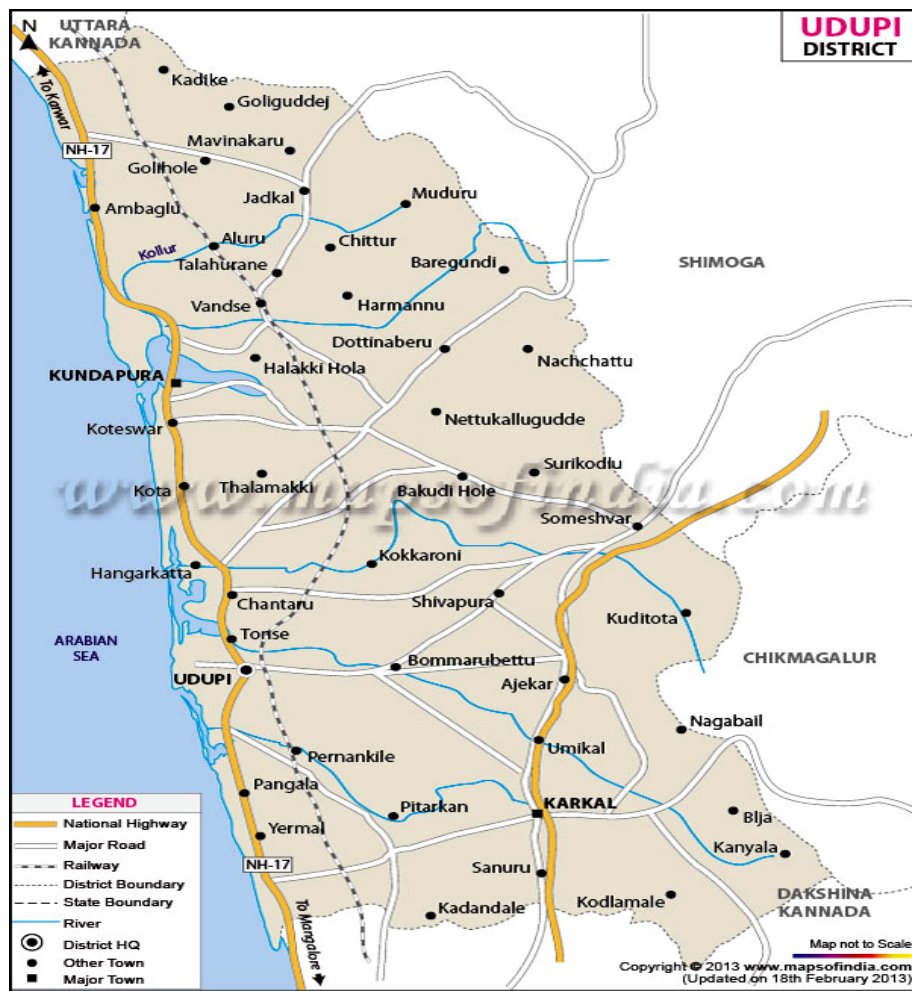 N
UTTARA
KANNADA
UDUPI
DISTRICT
Kadike
To Karwar
Goliguddej
Mavinakaru
NH-17
Golihole
Jadkal
Muduru
Ambaglu
Aluru
Kollur
Chittur
Talahurane
Baregundi
SHIMOGA
Vandse
Harmannu
Dottinaberu
Nachchattu
Halakki Hola
KUNDAPURA
Nettukallugudde
Koteswar
Surikodlu
Kota
Thalamakki
Bakudi Hole
www.mapsofindia.com
Someshvar
Kokkaroni
Hangarkatta
Chantaru
Shivapura
Kuditota
Tonse
ARABIAN
SEA
Bommarubettu
CHIKMAGALUR
UDUPI
Ajekar
Nagabail
Umikal
Pernankile
Pangala
Pitarkan
KARKAL
Blja
Yermal
Kanyala
NH-17
Sanuru
Kodlamale
Kadandale
DAKSHINA
KANNADA
To Mangalore
LEGEND
National Highway
Major Road
Railway
District Boundary
State Boundary
River
District HQ
Other Town
Major Town
Map not to Scale
Copyright © 2013 www.mapsofindia.com
(Updated on 18th February 2013)